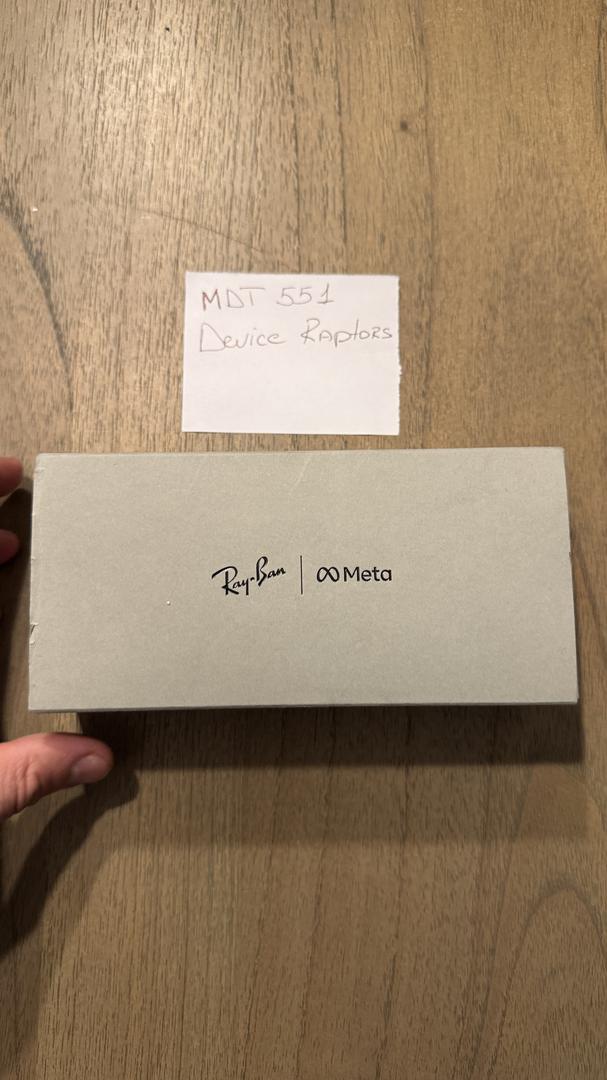 MDT 551
Device RAptoRS
Ray-Ban | Meta